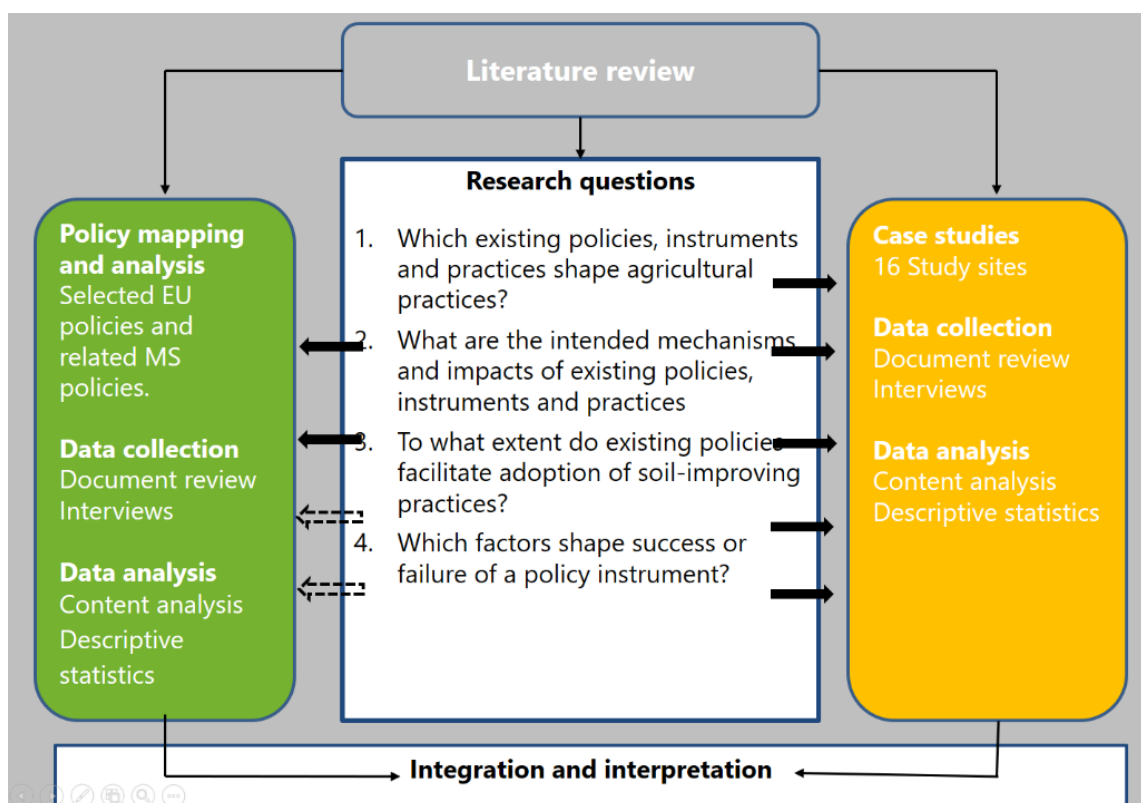 Literature review
Policy mapping
and analysis
Selected EU
policies and
related MS
policies.
Data collection
Document review
Interviews
Data analysis
Content analysis
Descriptive
statistics
Research questions
1. Which existing policies, instruments
and practices shape agricultural
practices?
2. What are the intended mechanisms
and impacts of existing policies,
instruments and practices
3. To what extent do existing policies
facilitate adoption of soil-improving
practices?
4. Which factors shape success or
failure of a policy instrument?
Case studies
16 Study sites
Data collection
Document review
Interviews
Data analysis
Content analysis
Descriptive statistics
Integration and interpretation